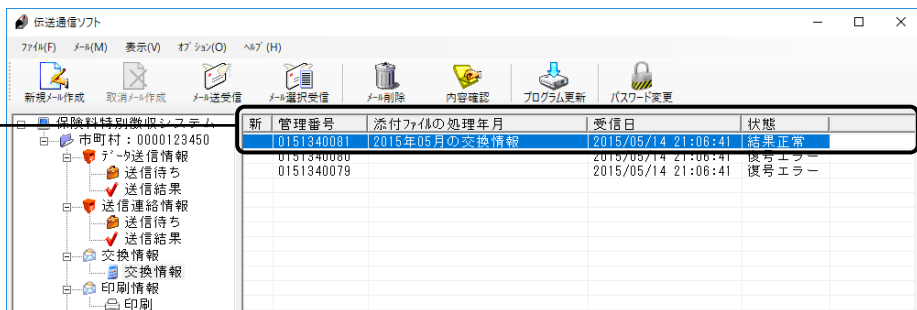 伝送通信ソフト
ファイル(F) メール(M) 表示(V) オプション(O) ヘルプ(H)
新規メール作成 取消メール作成 メール送受信 メール選択受信 メール削除 内容確認 プログラム更新 パスワード変更
保険料特別徴収システム
市町村：0000123450
データ送信情報
送信待ち
送信結果
送信連絡情報
送信待ち
送信結果
交換情報
交換情報
印刷情報
印刷
新 管理番号 添付ファイルの処理年月 受信日 状態
0151340081 2015年05月の交換情報 2015/05/14 21:06:41 結果正常
0151340080 2015/05/14 21:06:41 復号エラー
0151340079 2015/05/14 21:06:41 復号エラー